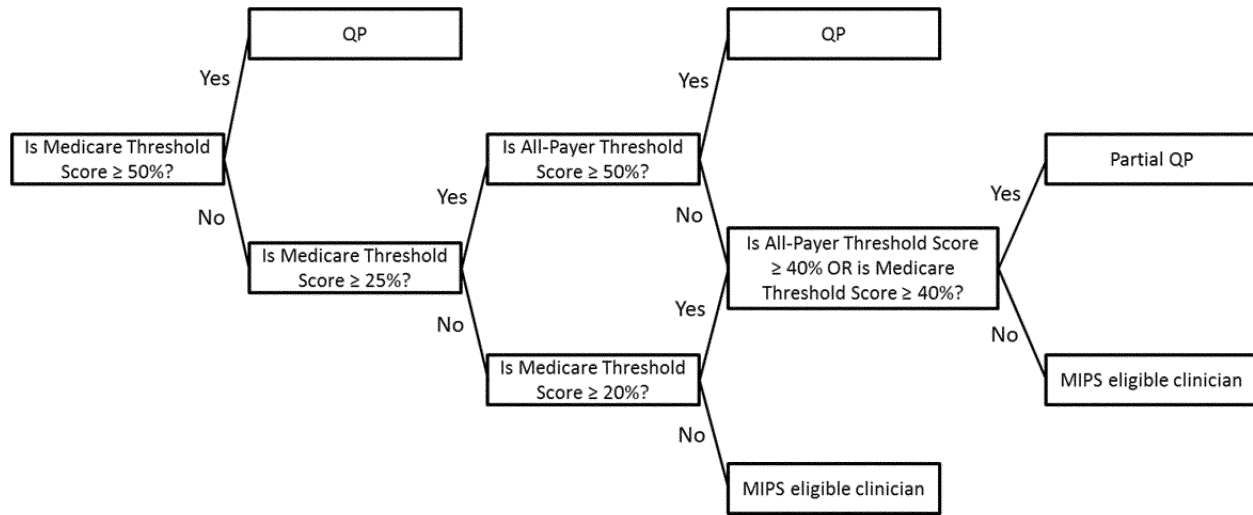 QP
QP
Yes
Yes
Is Medicare Threshold
Score ≥ 50%?
Is All-Payer Threshold
Score ≥ 50%?
Partial QP
Yes
Yes
No
No
Is Medicare Threshold
Score ≥ 25%?
Is All-Payer Threshold Score
≥ 40% OR is Medicare
Threshold Score ≥ 40%?
Yes
No
No
Is Medicare Threshold
Score ≥ 20%?
MIPS eligible clinician
No
MIPS eligible clinician